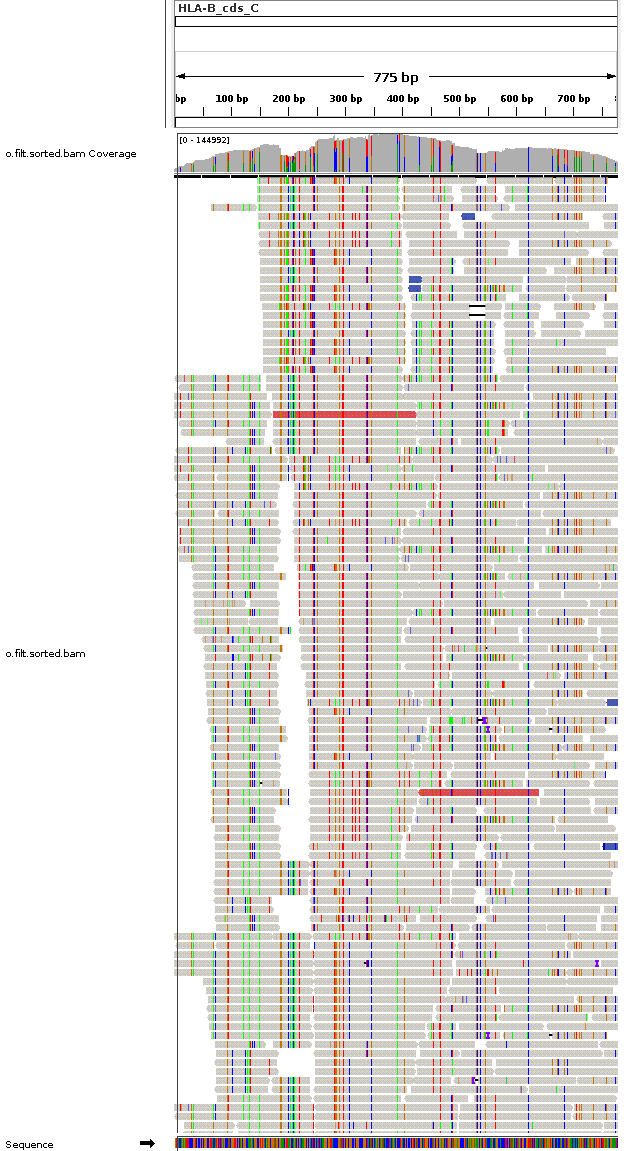 HLA-B_cds_C
775 bp
bp 100 bp 200 bp 300 bp 400 bp 500 bp 600 bp 700 bp
[0 - 144992]
o.filt.sorted.bam Coverage
o.filt.sorted.bam
Sequence